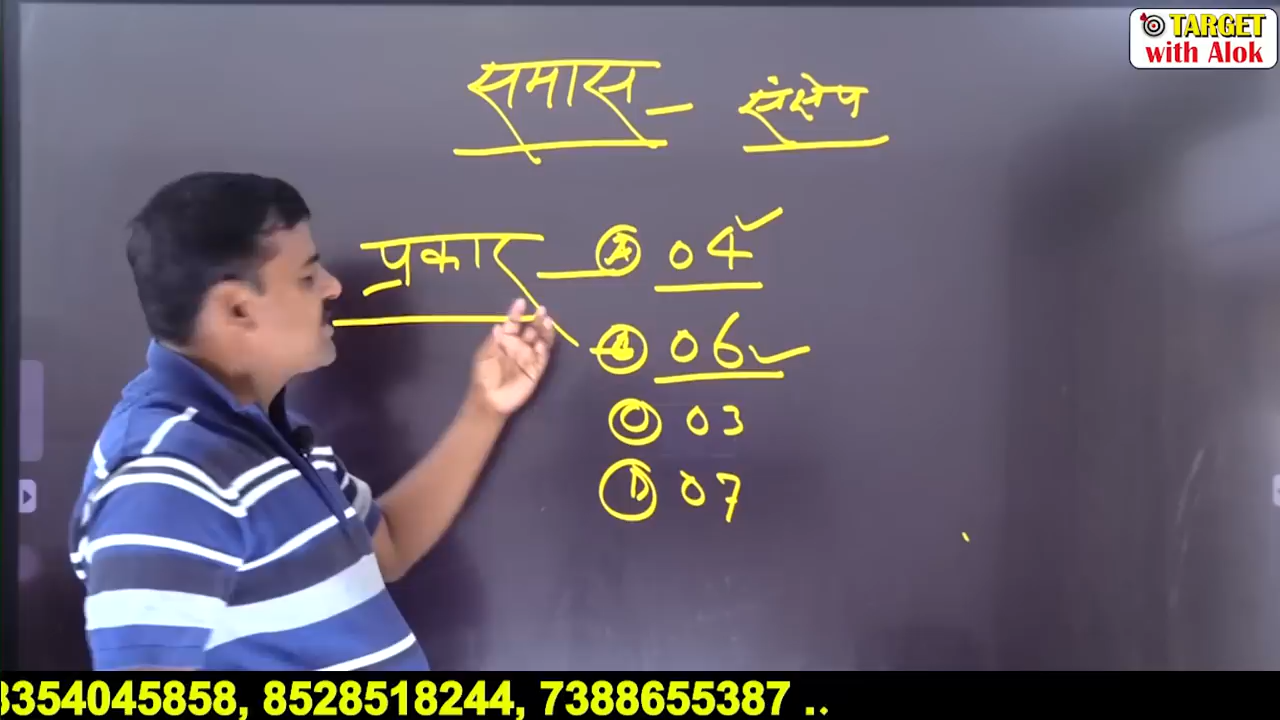 TARGET
with Alok
समास – संक्षेप
प्रकार
A 04
B 06
C 03
D 07
8354045858, 8528518244, 7388655387 ..